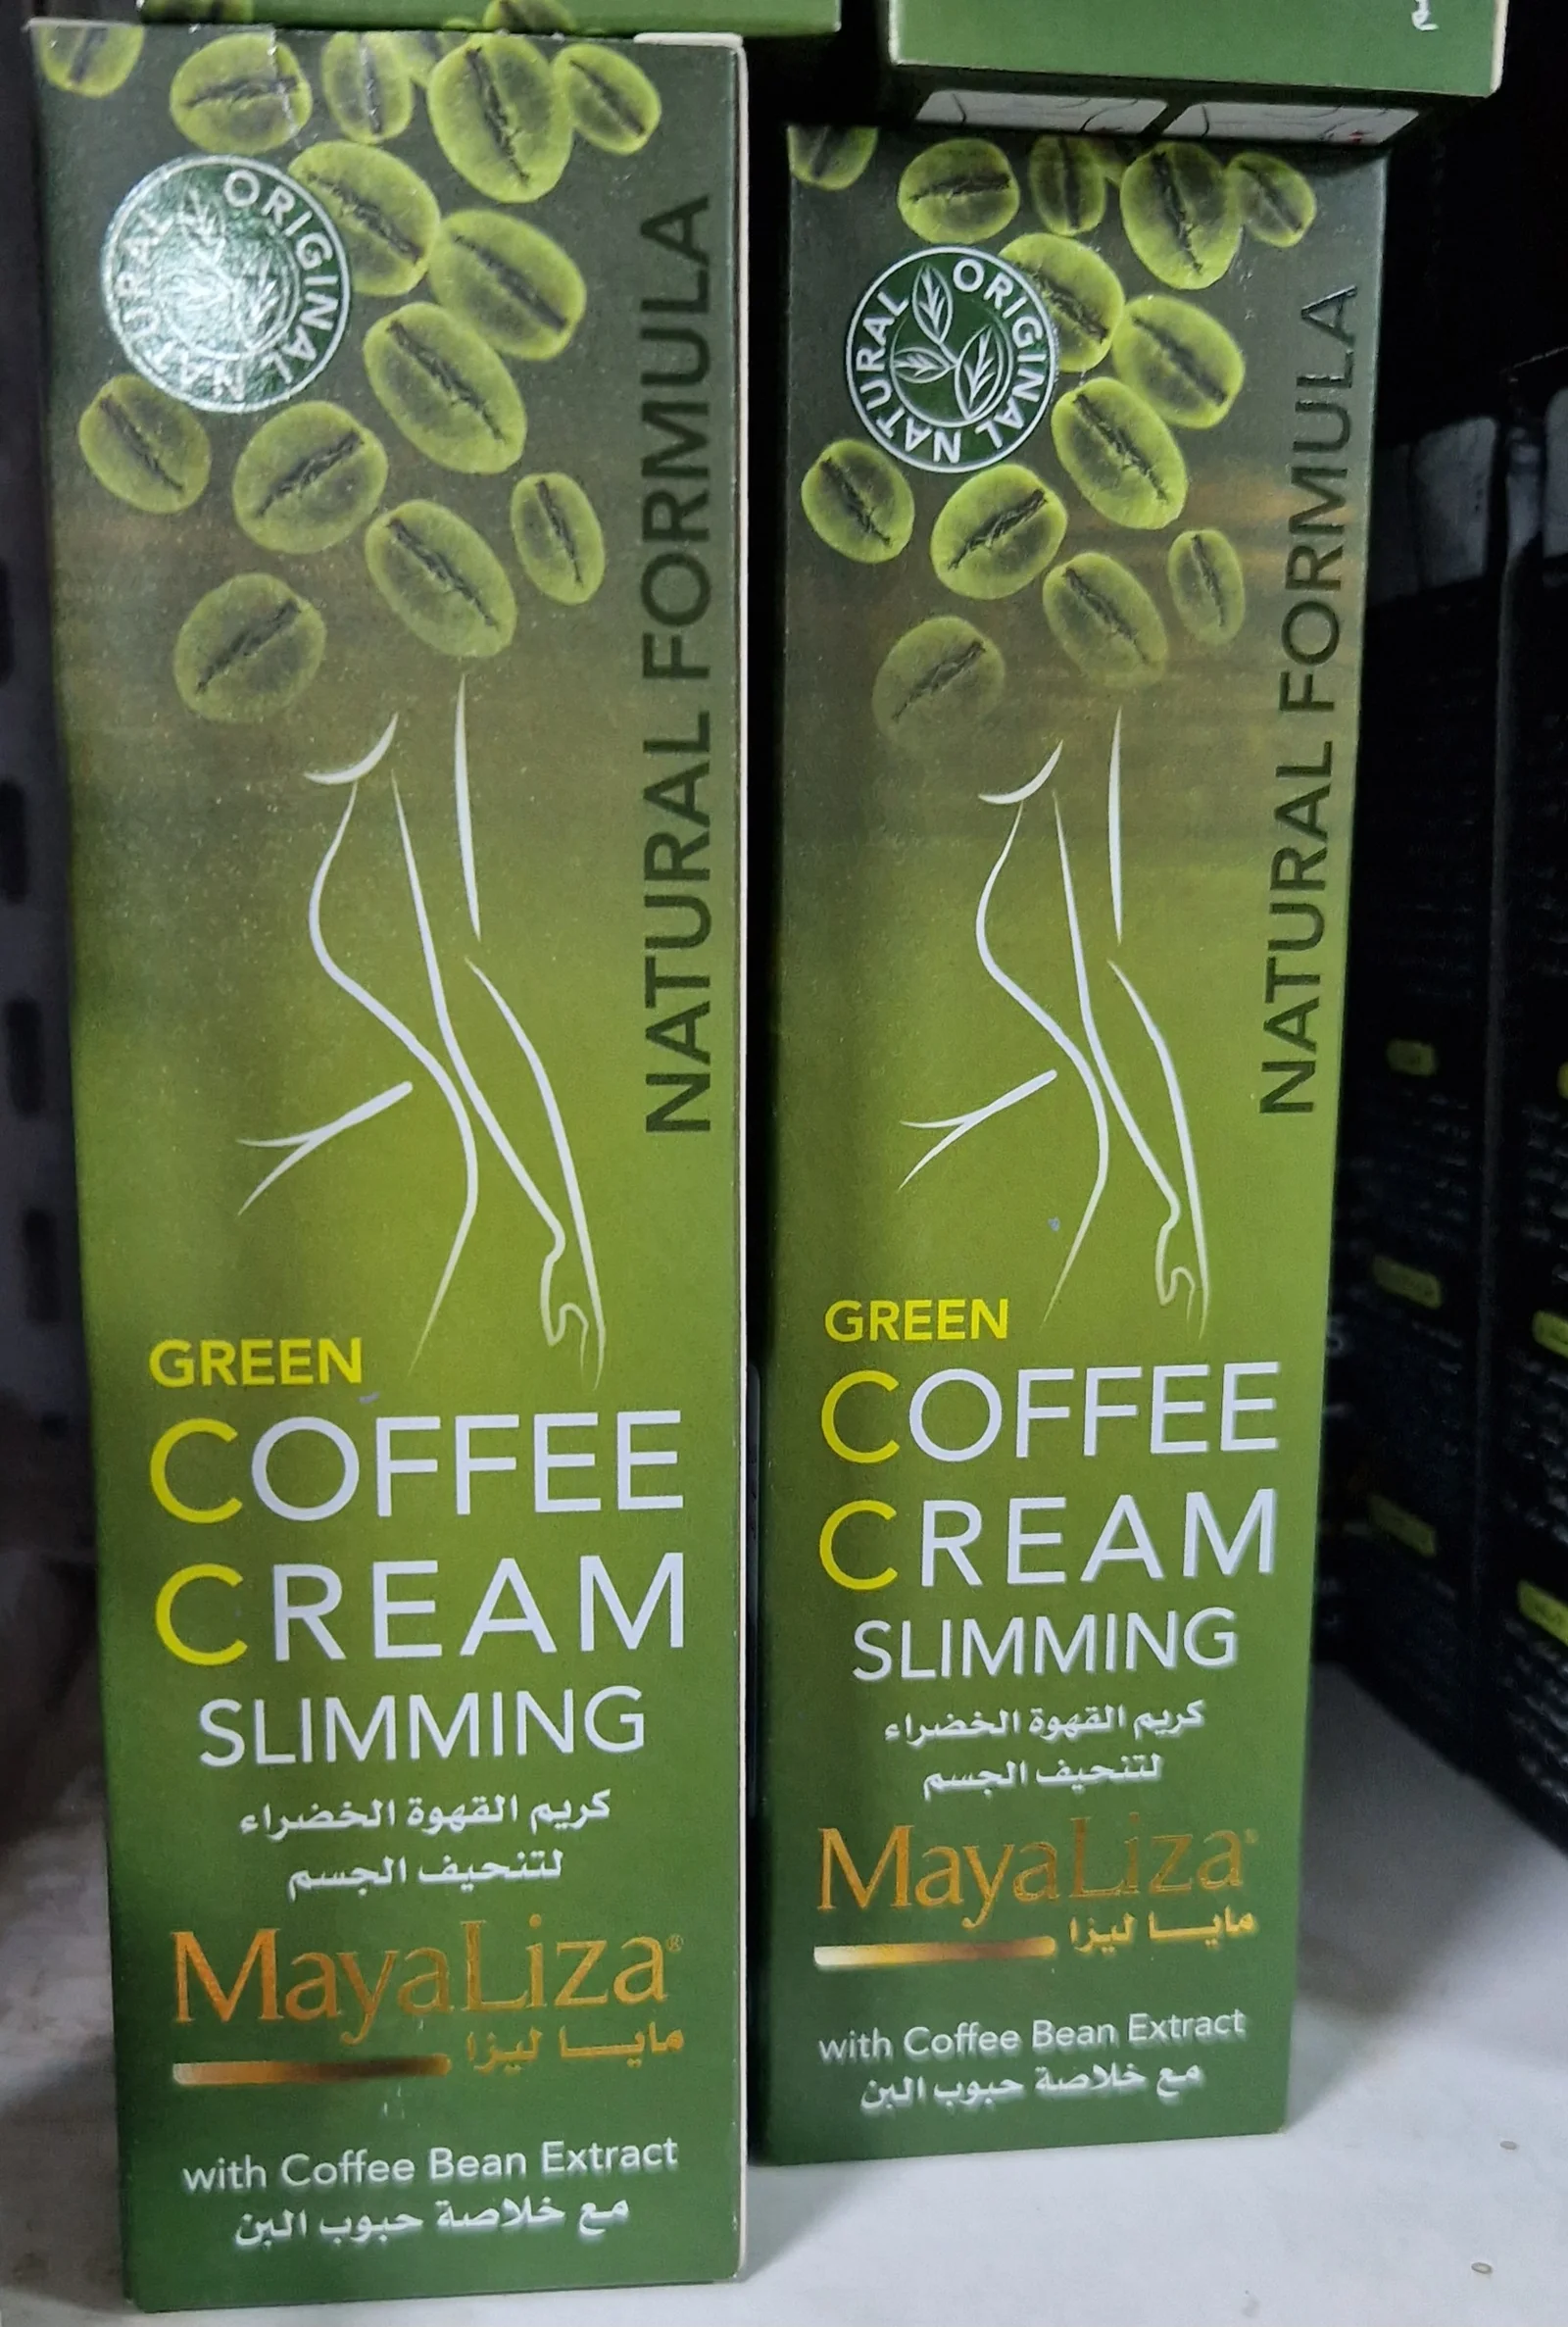 ORIGINAL NATURAL
NATURAL FORMULA
GREEN
COFFEE
CREAM
SLIMMING
كريم القهوة الخضراء
لتنحيف الجسم
MayaLiza®
مايا ليزا
with Coffee Bean Extract
مع خلاصة حبوب البن
ORIGINAL NATURAL
NATURAL FORMULA
GREEN
COFFEE
CREAM
SLIMMING
كريم القهوة الخضراء
لتنحيف الجسم
MayaLiza®
مايا ليزا
with Coffee Bean Extract
مع خلاصة حبوب البن